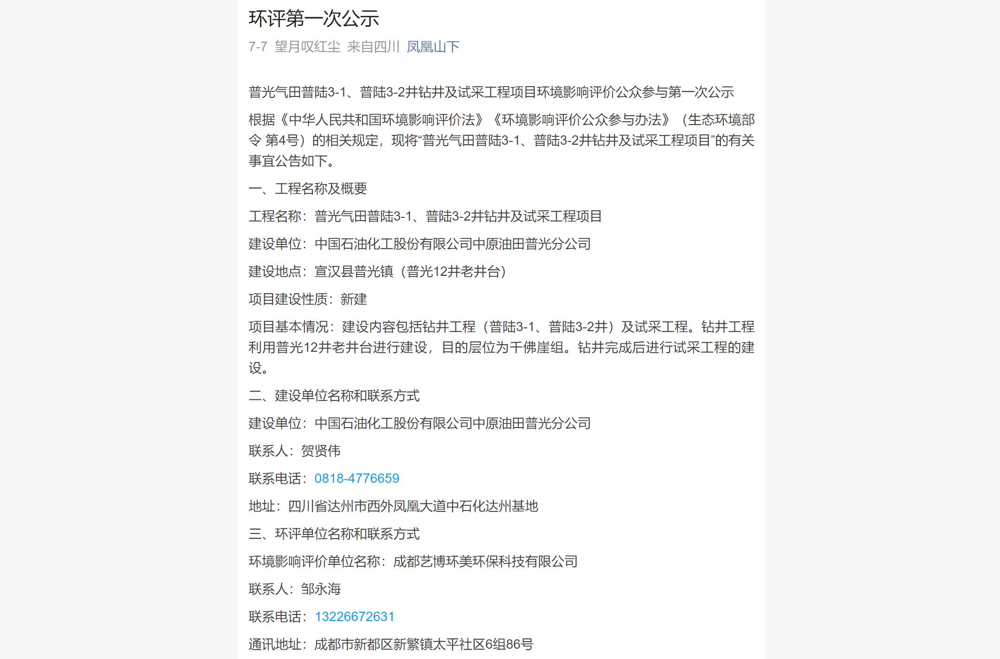 环评第一次公示
7-7 望月叹红尘 来自四川 凤凰山下
普光气田普陆3-1、普陆3-2井钻井及试采工程项目环境影响评价公众参与第一次公示
根据《中华人民共和国环境影响评价法》《环境影响评价公众参与办法》（生态环境部
令 第4号）的相关规定，现将“普光气田普陆3-1、普陆3-2井钻井及试采工程项目”的有关
事宜公告如下。
一、工程名称及概要
工程名称：普光气田普陆3-1、普陆3-2井钻井及试采工程项目
建设单位：中国石油化工股份有限公司中原油田普光分公司
建设地点：宣汉县普光镇（普光12井老井台）
项目建设性质：新建
项目基本情况：建设内容包括钻井工程（普陆3-1、普陆3-2井）及试采工程。钻井工程
利用普光12井老井台进行建设，目的层位为千佛崖组。钻井完成后进行试采工程的建
设。
二、建设单位名称和联系方式
建设单位：中国石油化工股份有限公司中原油田普光分公司
联系人：贺贤伟
联系电话：0818-4776659
地址：四川省达州市西外凤凰大道中石化达州基地
三、环评单位名称和联系方式
环境影响评价单位名称：成都艺博环美环保科技有限公司
联系人：邹永海
联系电话：13226672631
通讯地址：成都市新都区新繁镇太平社区6组86号